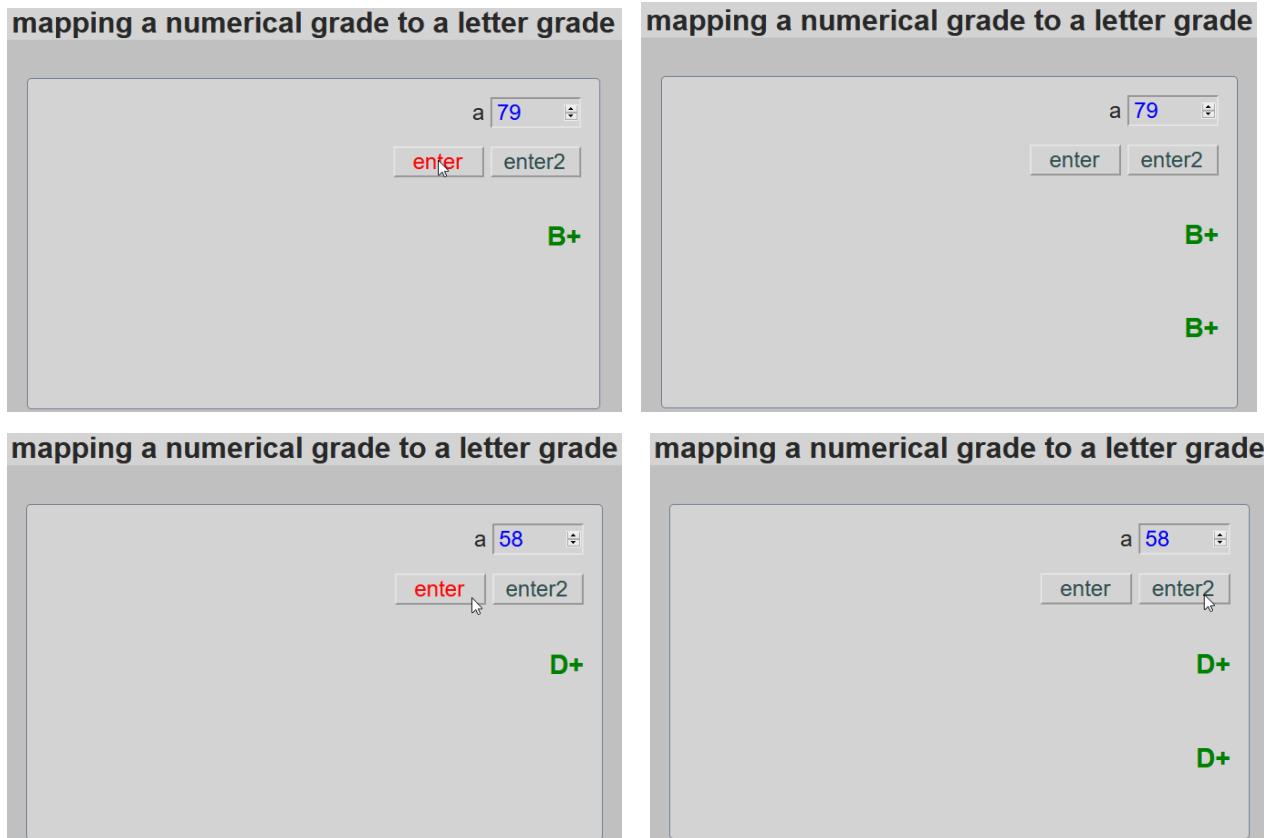 mapping a numerical grade to a letter grade
a 79
enter enter2
B+
mapping a numerical grade to a letter grade
a 79
enter enter2
B+
B+
mapping a numerical grade to a letter grade
a 58
enter enter2
D+
mapping a numerical grade to a letter grade
a 58
enter enter2
D+
D+